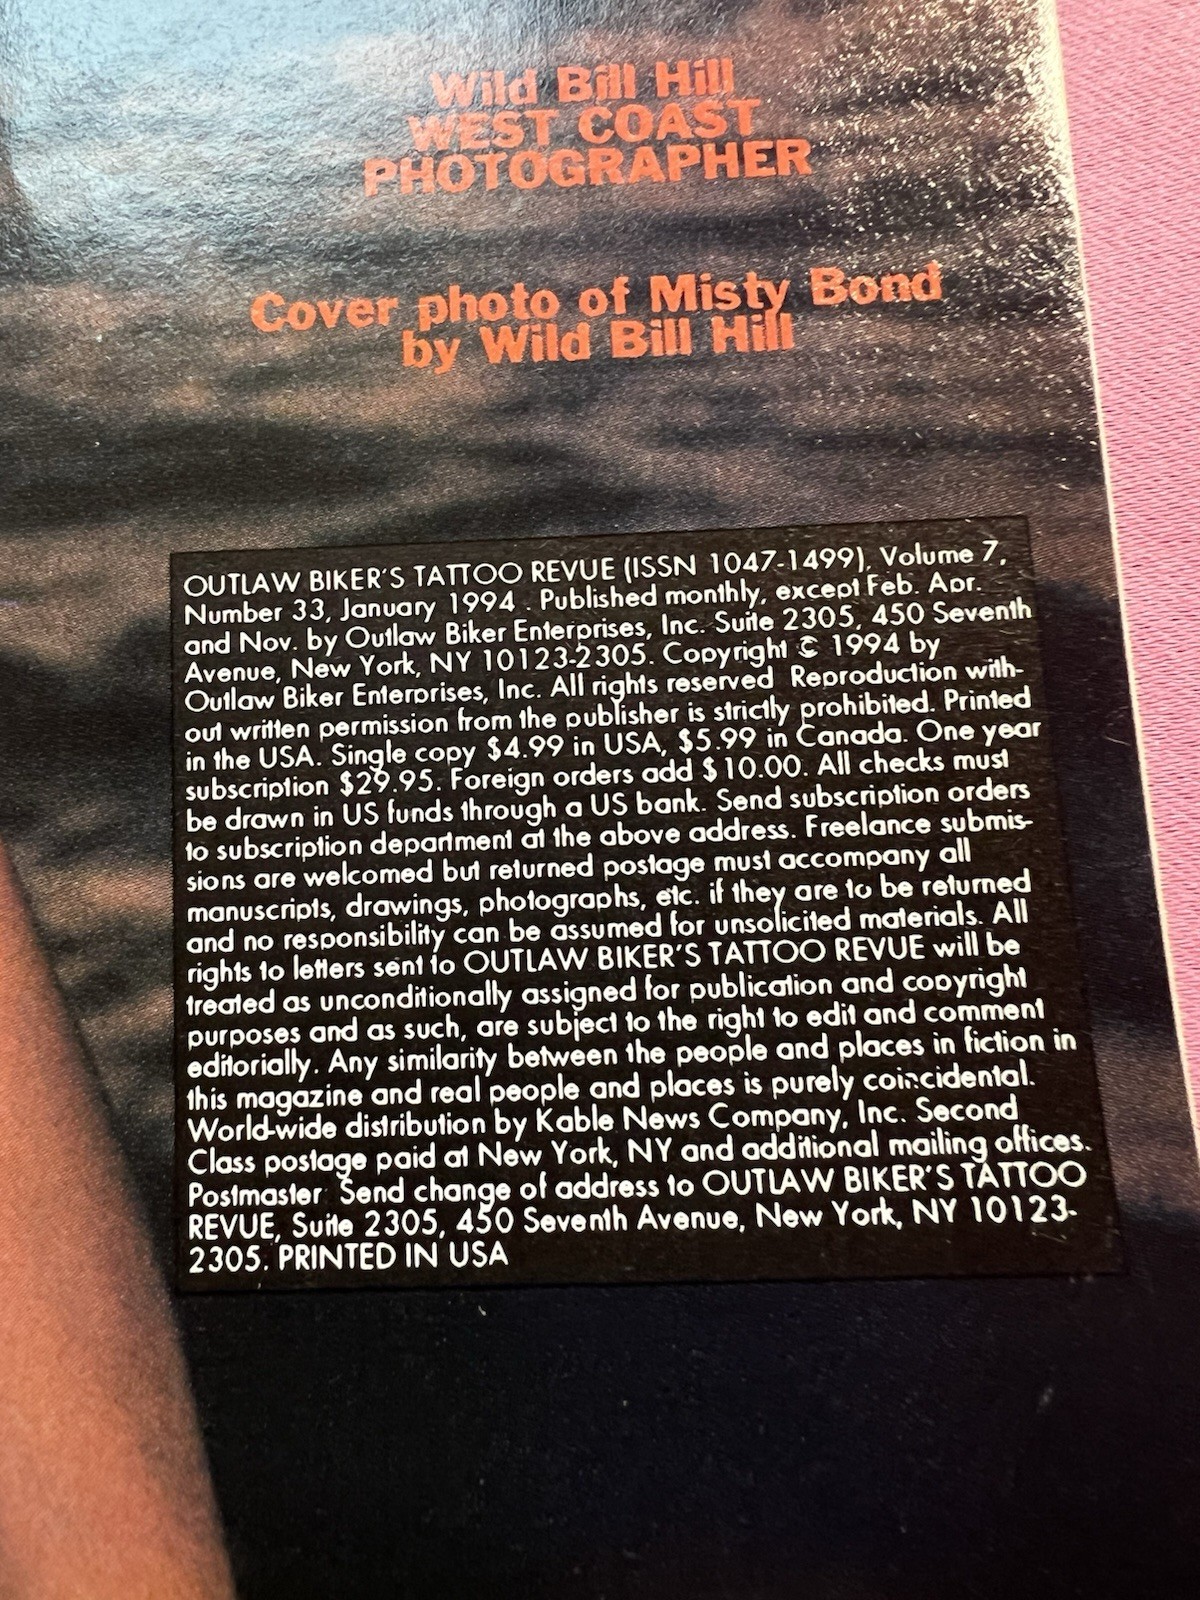 Wild Bill Hill
WEST COAST
PHOTOGRAPHER
Cover photo of Misty Bond
by Wild Bill Hill
OUTLAW BIKER'S TATTOO REVUE (ISSN 1047-1499), Volume 7,
Number 33, January 1994 . Published monthly, except Feb. Apr.
and Nov. by Outlaw Biker Enterprises, Inc. Suite 2305, 450 Seventh
Avenue, New York, NY 10123-2305. Copyright © 1994 by
Outlaw Biker Enterprises, Inc. All rights reserved Reproduction with-
out written permission from the publisher is strictly prohibited. Printed
in the USA. Single copy $4.99 in USA, $5.99 in Canada. One year
subscription $29.95. Foreign orders add $10.00. All checks must
be drawn in US funds through a US bank. Send subscription orders
to subscription department at the above address. Freelance submis-
sions are welcomed but returned postage must accompany all
manuscripts, drawings, photographs, etc. if they are to be returned
and no responsibility can be assumed for unsolicited materials. All
rights to letters sent to OUTLAW BIKER'S TATTOO REVUE will be
treated as unconditionally assigned for publication and copyright
purposes and as such, are subject to the right to edit and comment
editorially. Any similarity between the people and places in fiction in
this magazine and real people and places is purely coincidental.
World-wide distribution by Kable News Company, Inc. Second
Class postage paid at New York, NY and additional mailing offices.
Postmaster: Send change of address to OUTLAW BIKER'S TATTOO
REVUE, Suite 2305, 450 Seventh Avenue, New York, NY 10123-
2305. PRINTED IN USA